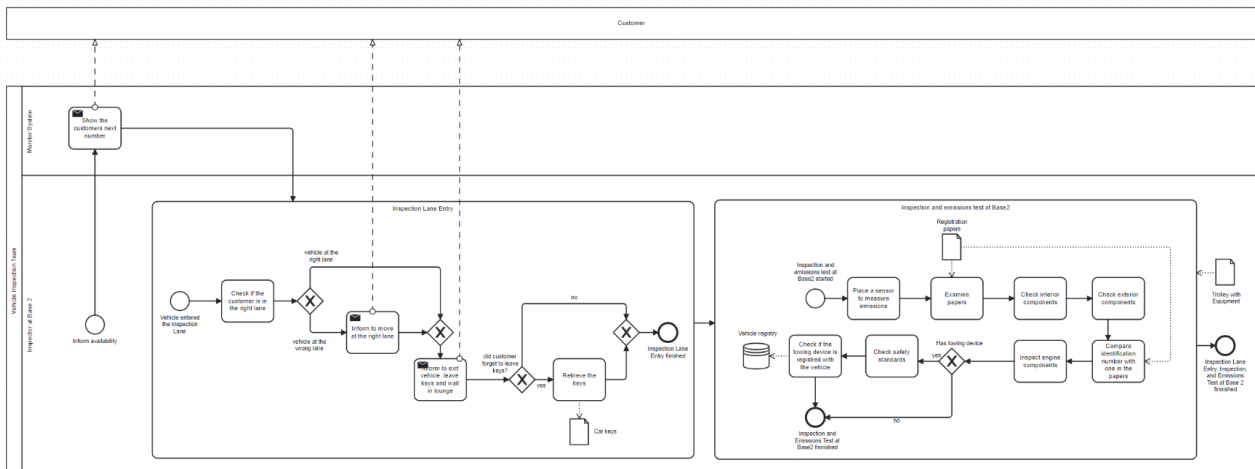 Customer
Vehicle Inspection Team
Monitor System
Show the
customers next
number
Inspector at Base 2
Inform availability
Inspection Lane Entry
Vehicle entered
the Inspection
Lane
Check if the
customer is in
the right lane
vehicle at the
right lane
vehicle at the
wrong lane
Inform to move
at the right lane
Inform to exit
vehicle, leave
keys and wait
in lounge
did customer
forgot to leave
keys?
no
yes
Retrieve the
keys
Car keys
Inspection Lane
Entry finished
Inspection and emissions test at Base2
Registration
papers
Inspection and
emissions test at
Base2 started
Place a sensor
to measure
emissions
Examine
papers
Check interior
components
Check exterior
components
Compare
identification
number with
one in the
papers
Inspect engine
components
Has towing device
yes
no
Check safety
standards
Check if the
towing device is
registred with
the vehicle
Vehicle registry
Inspection and
Emissions Test at
Base2 finnished
Trolley with
Equipment
Inspection Lane
Entry, Inspection,
and Emissions
Test at Base 2
finnished